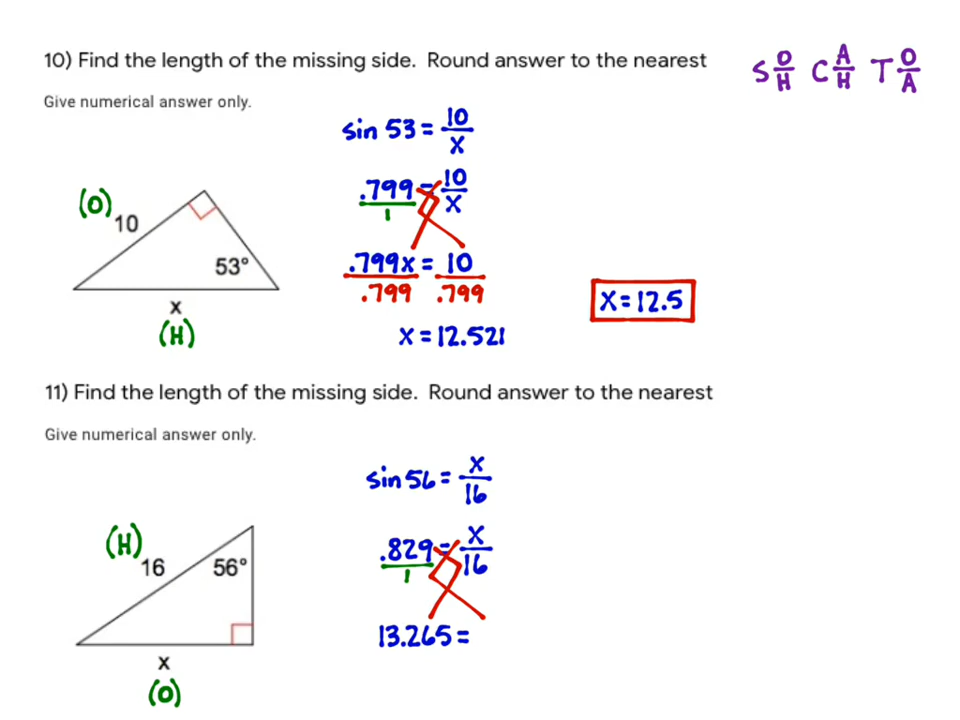 10) Find the length of the missing side. Round answer to the nearest
S O/H C A/H T O/A
Give numerical answer only.
sin 53 = 10/x
(O)
10
.799/1 = 10/x
53°
.799x/.799 = 10/.799
x
(H)
x = 12.521
x = 12.5
11) Find the length of the missing side. Round answer to the nearest
Give numerical answer only.
sin 56 = x/16
(H)
16
56°
.829/1 = x/16
13.265 =
x
(O)